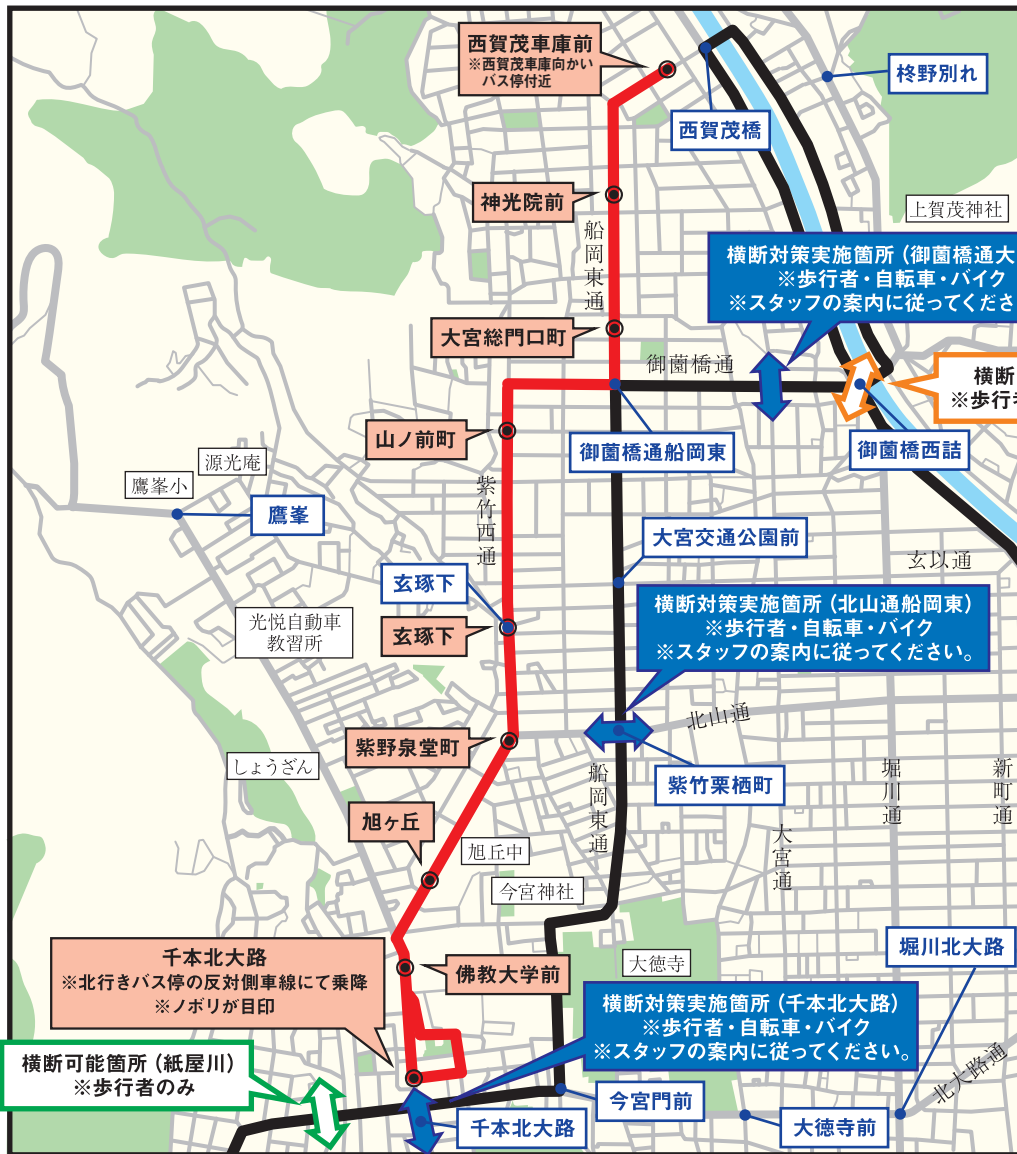 西賀茂車庫前
※西賀茂車庫向かい
バス停付近
柊野別れ
西賀茂橋
神光院前
上賀茂神社
船岡東通
横断対策実施箇所（御薗橋通大
※歩行者・自転車・バイク
※スタッフの案内に従ってくださ
大宮総門口町
御薗橋通
横断
※歩行者
山ノ前町
御薗橋通船岡東
御薗橋西詰
源光庵
鷹峯小
鷹峯
紫竹西通
大宮交通公園前
玄以通
玄琢下
横断対策実施箇所（北山通船岡東）
※歩行者・自転車・バイク
※スタッフの案内に従ってください。
光悦自動車
教習所
玄琢下
北山通
紫野泉堂町
しょうざん
船岡東通
紫竹栗栖町
堀川通
新町通
旭ヶ丘
旭丘中
大宮通
今宮神社
千本北大路
※北行きバス停の反対側車線にて乗降
※ノボリが目印
佛教大学前
大徳寺
堀川北大路
横断対策実施箇所（千本北大路）
※歩行者・自転車・バイク
※スタッフの案内に従ってください。
横断可能箇所（紙屋川）
※歩行者のみ
北大路通
今宮門前
千本北大路
大徳寺前